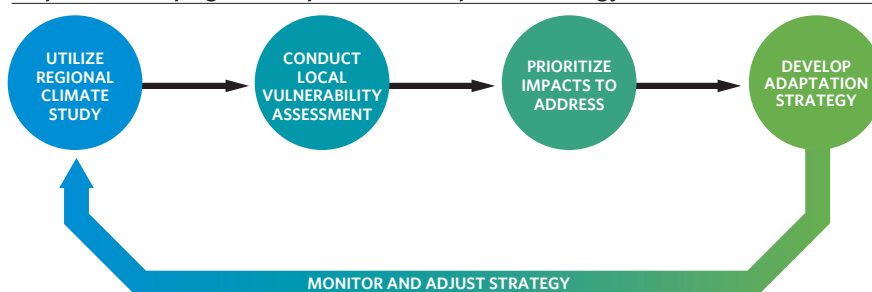 UTILIZE
REGIONAL
CLIMATE
STUDY
CONDUCT
LOCAL
VULNERABILITY
ASSESSMENT
PRIORITIZE
IMPACTS TO
ADDRESS
DEVELOP
ADAPTATION
STRATEGY
MONITOR AND ADJUST STRATEGY